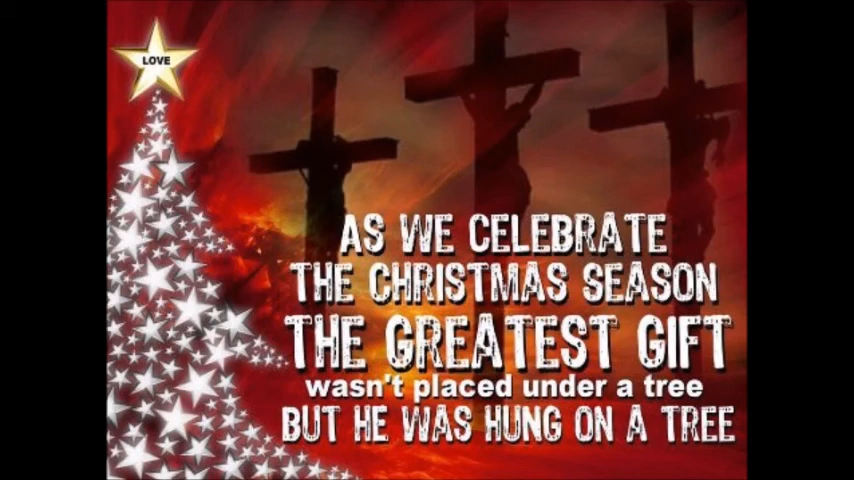 LOVE
AS WE CELEBRATE
THE CHRISTMAS SEASON
THE GREATEST GIFT
wasn't placed under a tree
BUT HE WAS HUNG ON A TREE